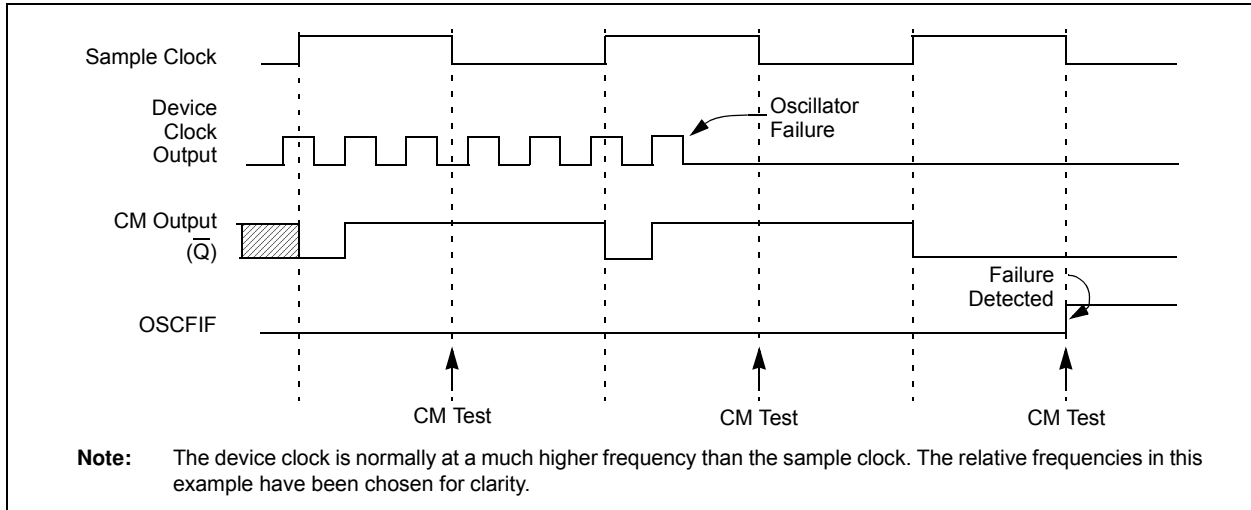 Sample Clock
Device
Clock
Output
Oscillator
Failure
CM Output
(Q̅)
Failure
Detected
OSCFIF
CM Test
CM Test
CM Test
Note: The device clock is normally at a much higher frequency than the sample clock. The relative frequencies in this
example have been chosen for clarity.